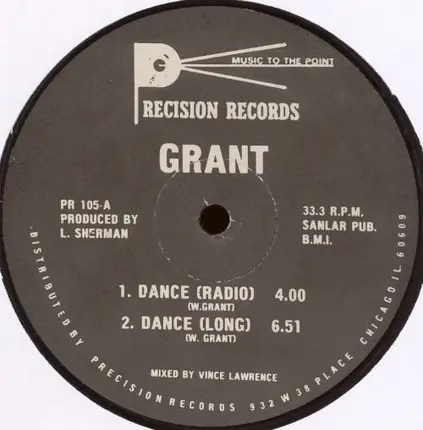 MUSIC TO THE POINT
PRECISION RECORDS
GRANT
PR 105-A
PRODUCED BY
L. SHERMAN
33.3 R.P.M.
SANLAR PUB.
B.M.I.
1. DANCE (RADIO) 4.00
(W.GRANT)
2. DANCE (LONG) 6.51
(W. GRANT)
MIXED BY VINCE LAWRENCE
DISTRIBUTED BY PRECISION RECORDS 932 W 38 PLACE CHICAGO IL 60609